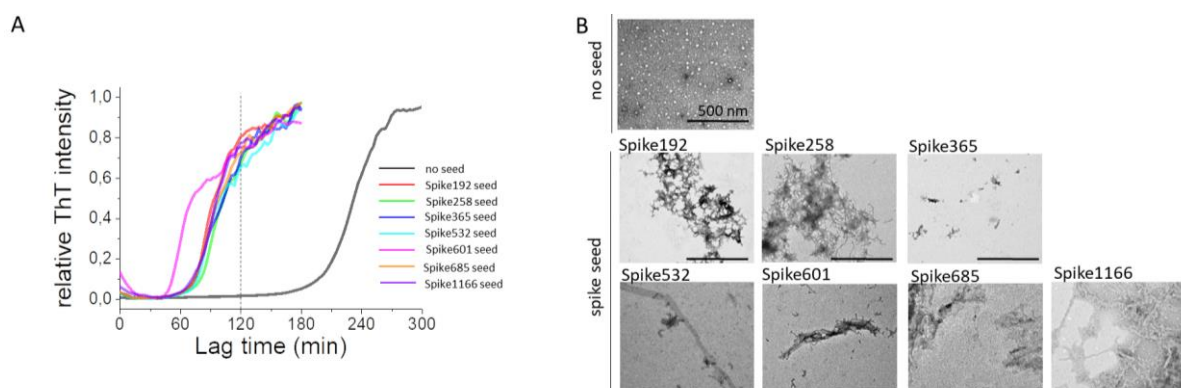 A
relative ThT intensity
1,0
0,8
0,6
0,4
0,2
0,0
0 60 120 180 240 300
Lag time (min)
no seed
Spike192 seed
Spike258 seed
Spike365 seed
Spike532 seed
Spike601 seed
Spike685 seed
Spike1166 seed
B
no seed
500 nm
spike seed
Spike192 Spike258 Spike365
Spike532 Spike601 Spike685 Spike1166